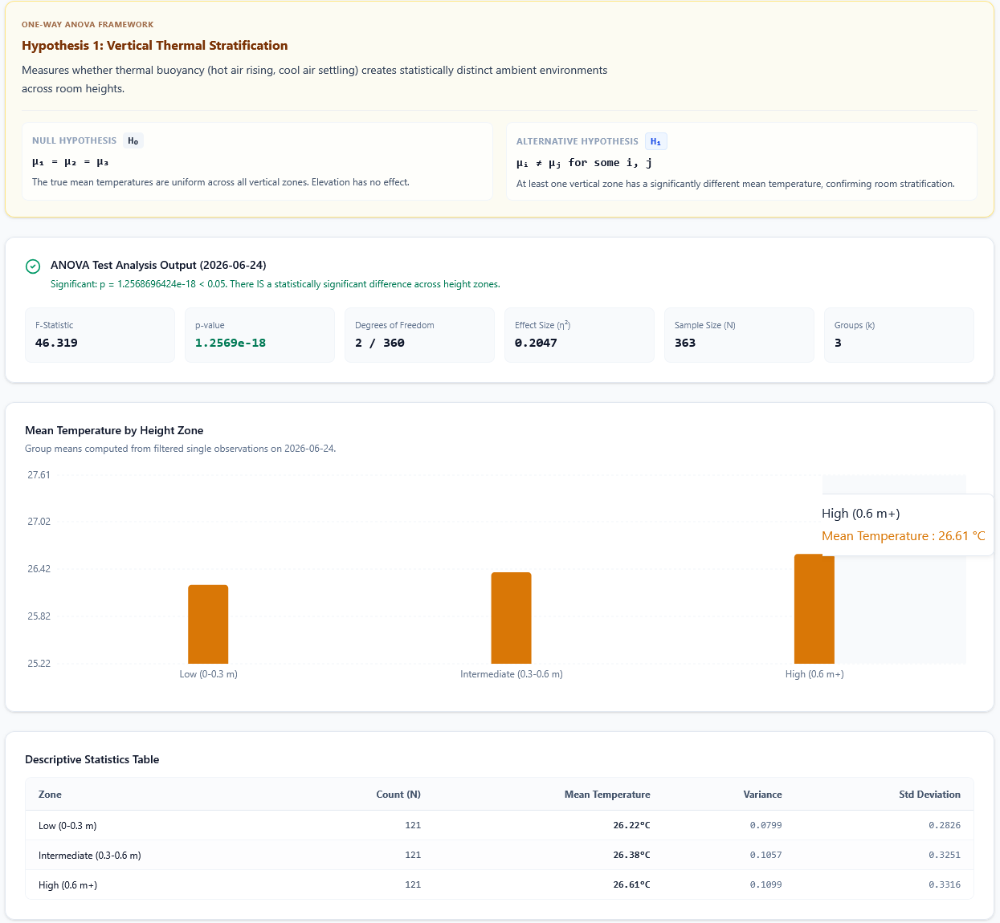 ONE-WAY ANOVA FRAMEWORK
Hypothesis 1: Vertical Thermal Stratification
Measures whether thermal buoyancy (hot air rising, cool air settling) creates statistically distinct ambient environments
across room heights.
NULL HYPOTHESIS H₀
μ₁ = μ₂ = μ₃
The true mean temperatures are uniform across all vertical zones. Elevation has no effect.
ALTERNATIVE HYPOTHESIS H₁
μᵢ ≠ μⱼ for some i, j
At least one vertical zone has a significantly different mean temperature, confirming room stratification.
ANOVA Test Analysis Output (2026-06-24)
Significant: p = 1.2568696424e-18 < 0.05. There IS a statistically significant difference across height zones.
F-Statistic
46.319
p-value
1.2569e-18
Degrees of Freedom
2 / 360
Effect Size (η²)
0.2047
Sample Size (N)
363
Groups (k)
3
Mean Temperature by Height Zone
Group means computed from filtered single observations on 2026-06-24.
27.61
27.02
26.42
25.82
25.22
High (0.6 m+)
Mean Temperature : 26.61 °C
Low (0-0.3 m) Intermediate (0.3-0.6 m) High (0.6 m+)
Descriptive Statistics Table
Zone Count (N) Mean Temperature Variance Std Deviation
Low (0-0.3 m) 121 26.22°C 0.0799 0.2826
Intermediate (0.3-0.6 m) 121 26.38°C 0.1057 0.3251
High (0.6 m+) 121 26.61°C 0.1099 0.3316